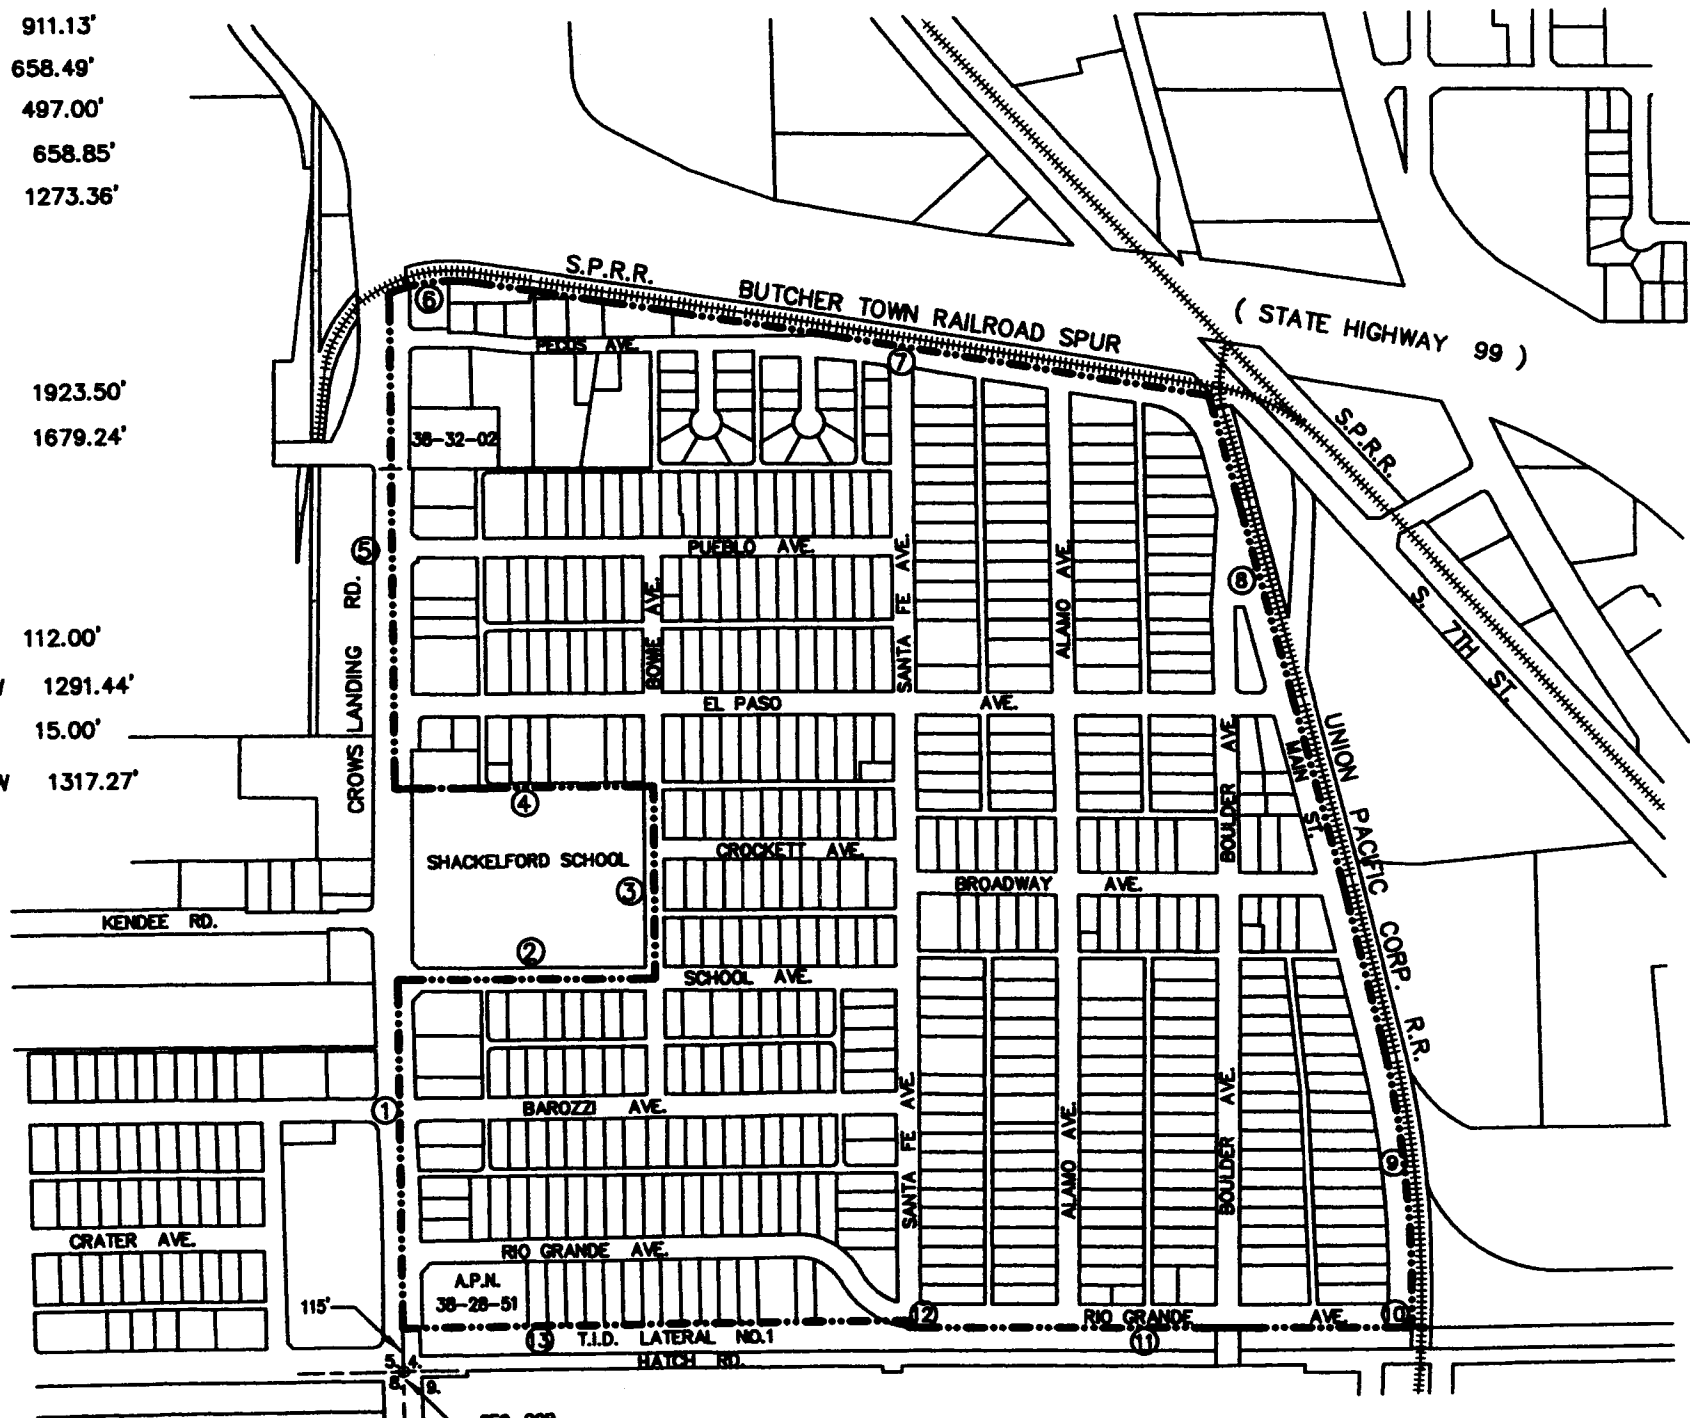 911.13'
658.49'
497.00'
658.85'
1273.36'
1923.50'
1679.24'
112.00'
1291.44'
15.00'
1317.27'
S.P.R.R.
BUTCHER TOWN RAILROAD SPUR
( STATE HIGHWAY 99 )
6
7
PECOS AVE.
38-32-02
S.P.R.R.
5
PUEBLO AVE.
8
CROWS LANDING RD.
BOWIE AVE.
SANTA FE AVE.
ALAMO AVE.
S. 7TH ST.
EL PASO AVE.
BOULDER AVE.
MAIN ST.
UNION PACIFIC CORP. R.R.
4
CROCKETT AVE.
SHACKELFORD SCHOOL
3
BROADWAY AVE.
KENDEE RD.
2
SCHOOL AVE.
1
BAROZZI AVE.
SANTA FE AVE.
ALAMO AVE.
BOULDER AVE.
9
CRATER AVE.
RIO GRANDE AVE.
A.P.N.
38-28-51
115'
12
RIO GRANDE AVE.
10
13
T.I.D. LATERAL NO.1
11
HATCH RD.
5. 4.
8. 9.